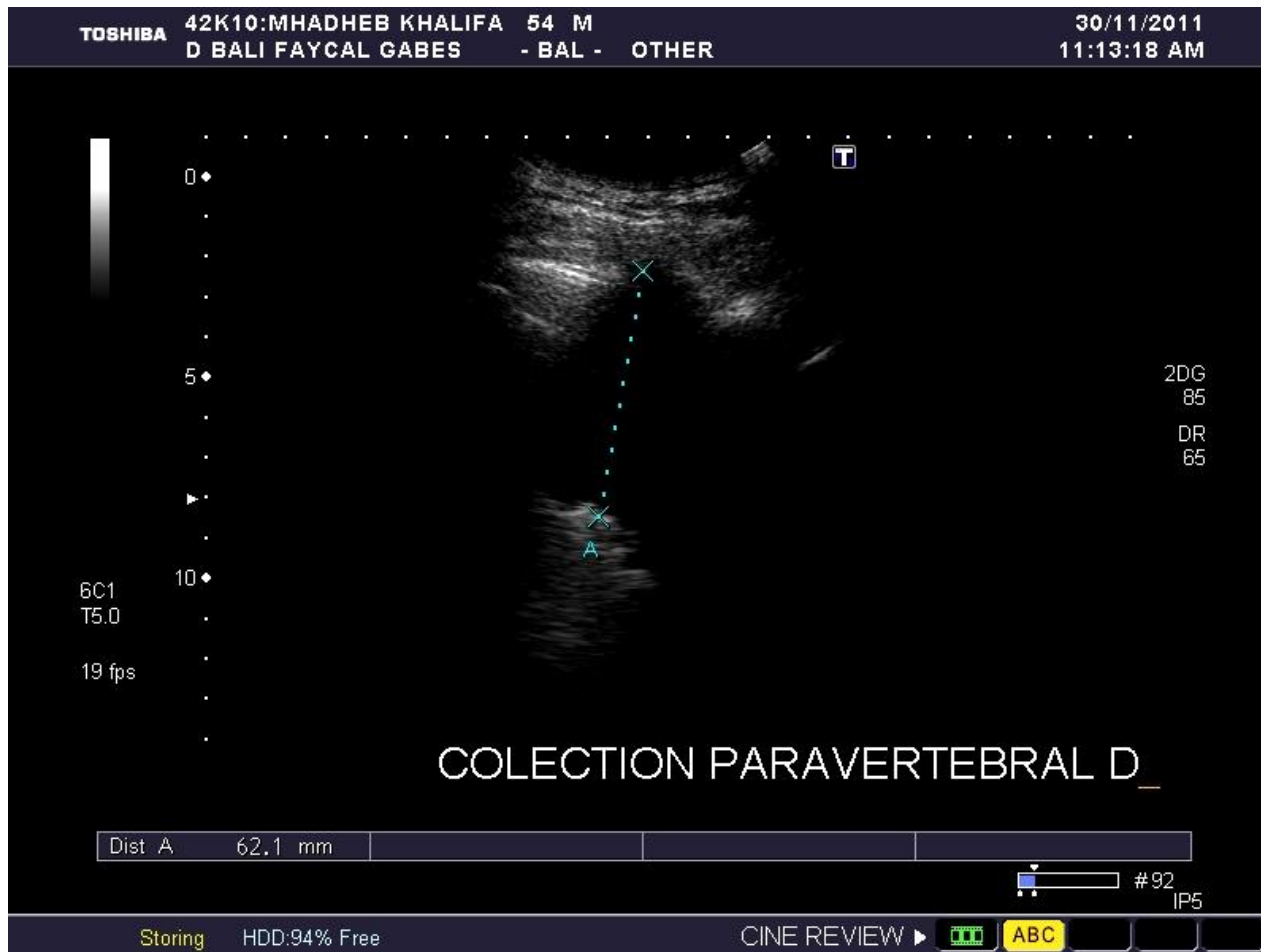 TOSHIBA
42K10:MHADHEB KHALIFA 54 M
D BALI FAYCAL GABES - BAL - OTHER
30/11/2011
11:13:18 AM
T
0
5
10
A
2DG
85
DR
65
6C1
T5.0
19 fps
COLECTION PARAVERTEBRAL D_
Dist A 62.1 mm
#92
IP5
Storing HDD:94% Free CINE REVIEW ABC